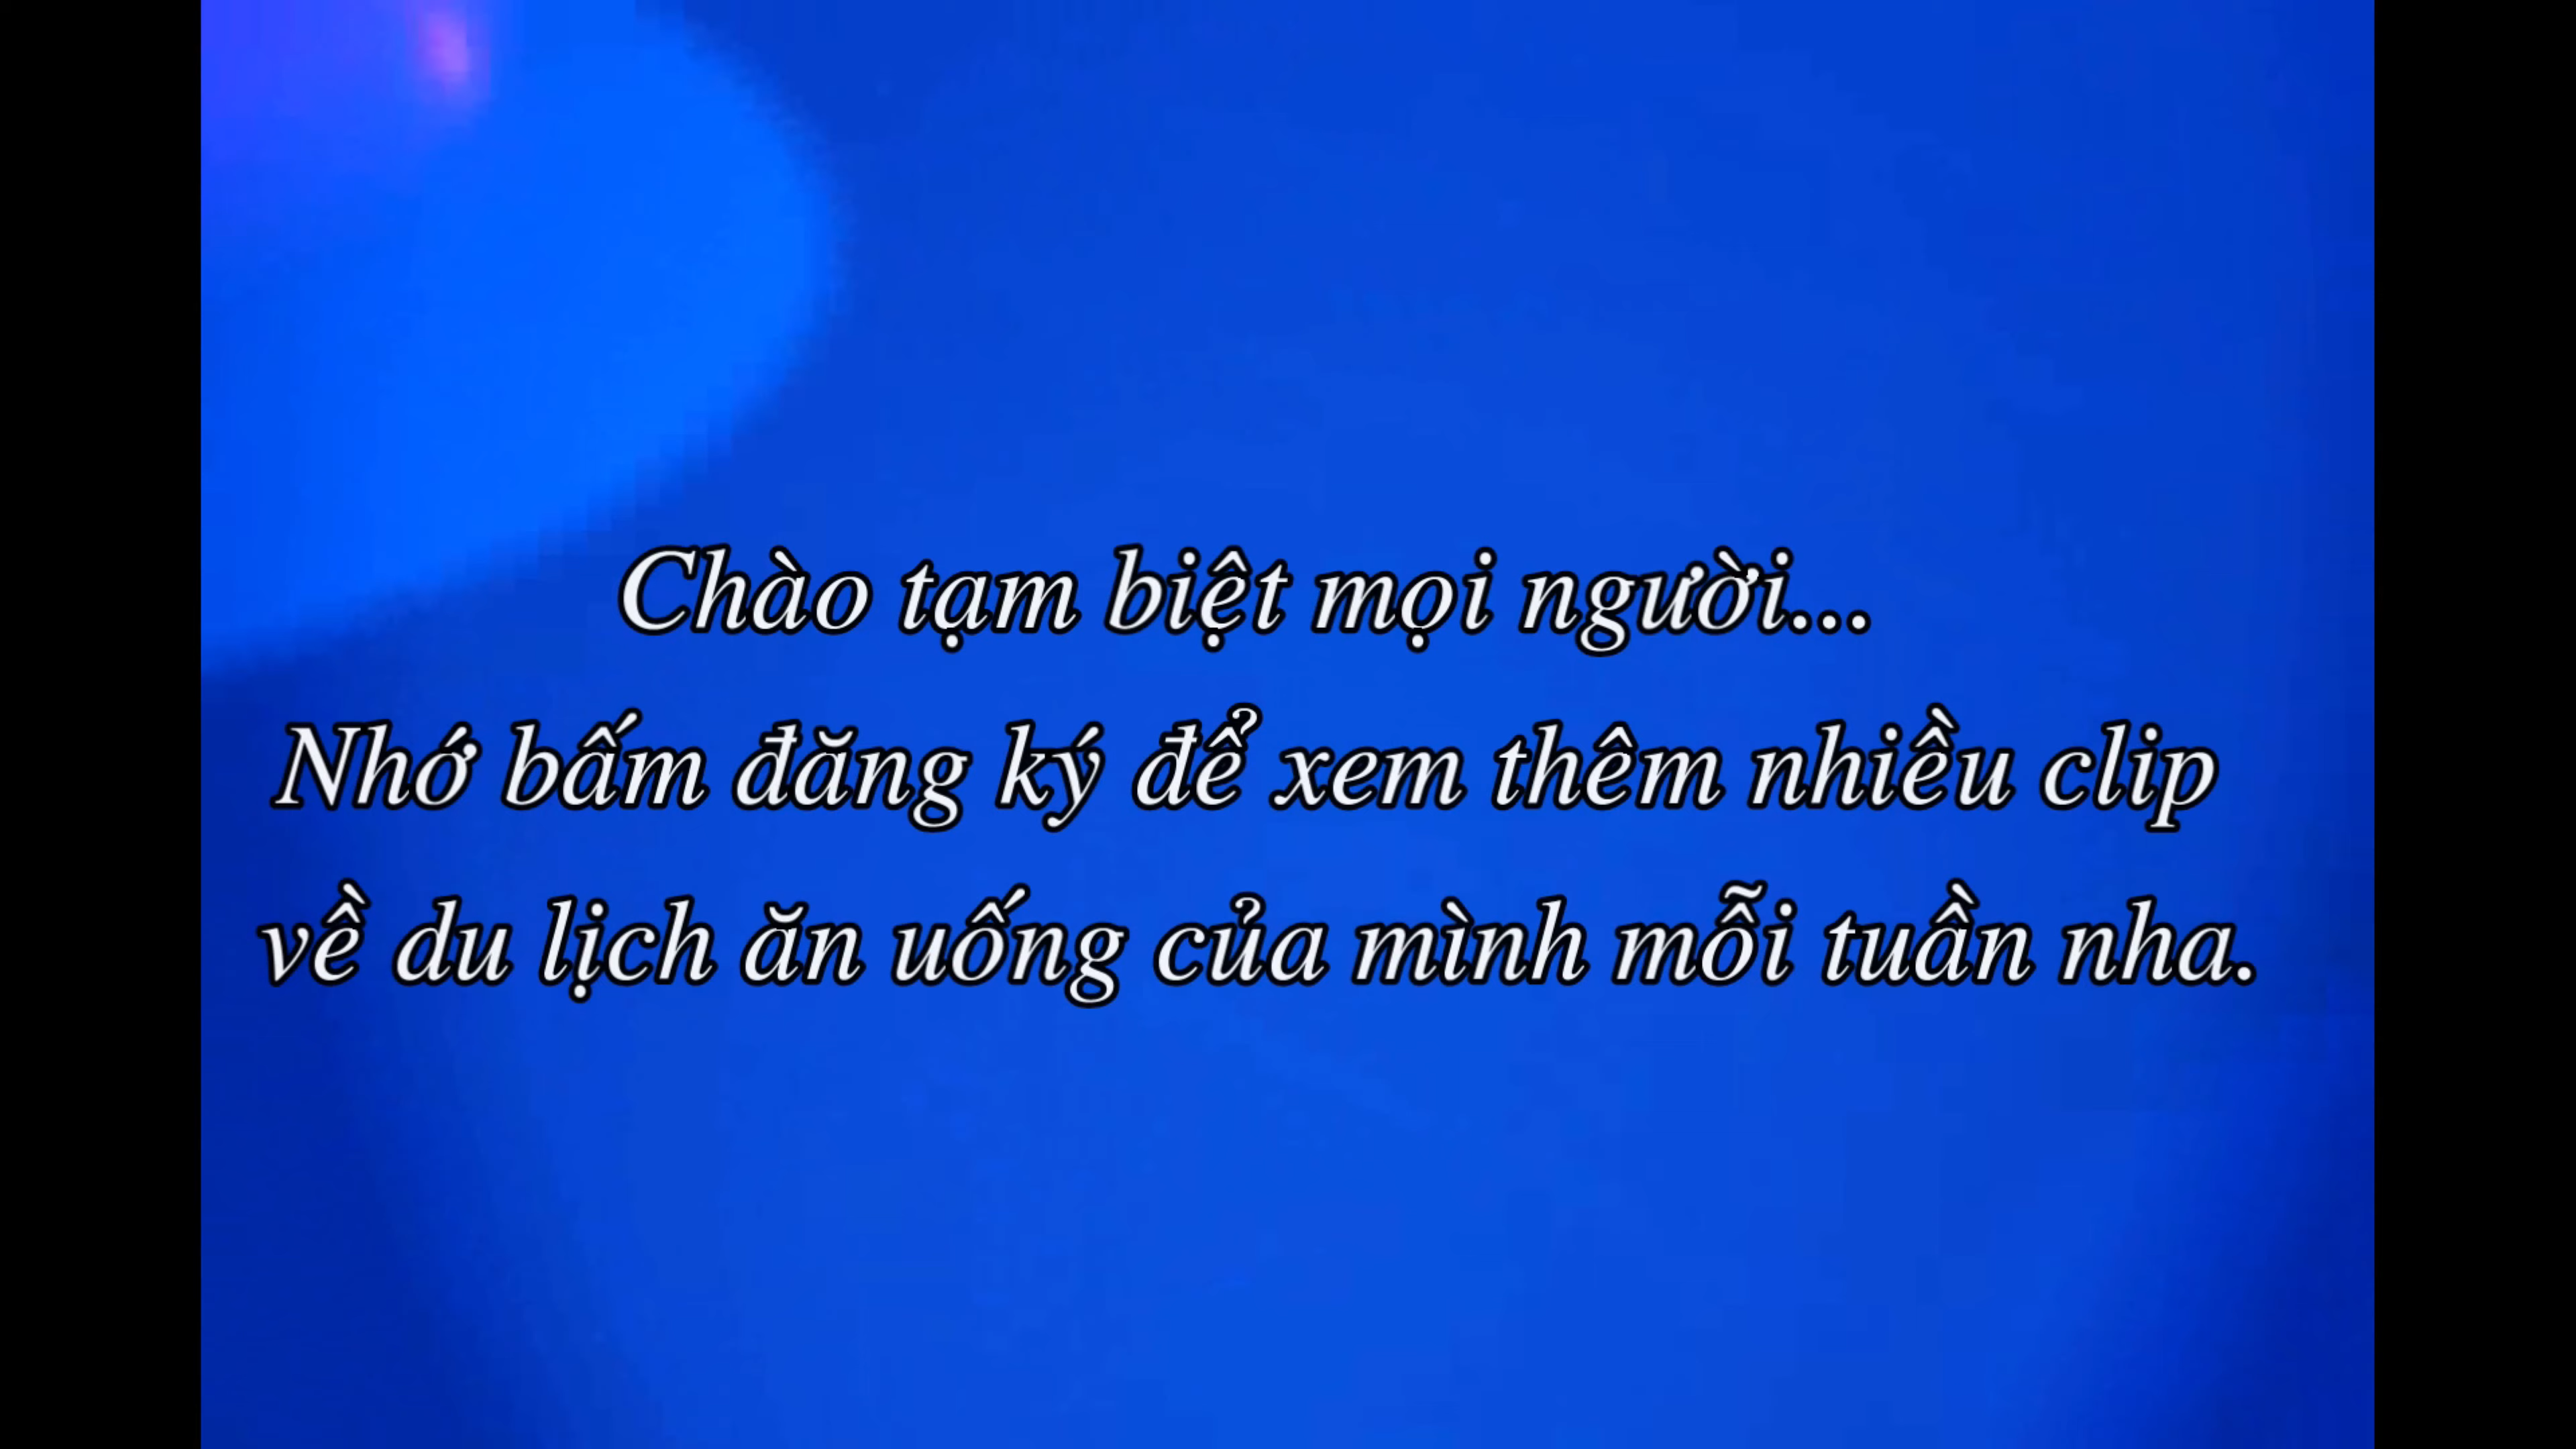 Chào tạm biệt mọi người...
Nhớ bấm đăng ký để xem thêm nhiều clip
về du lịch ăn uống của mình mỗi tuần nha.